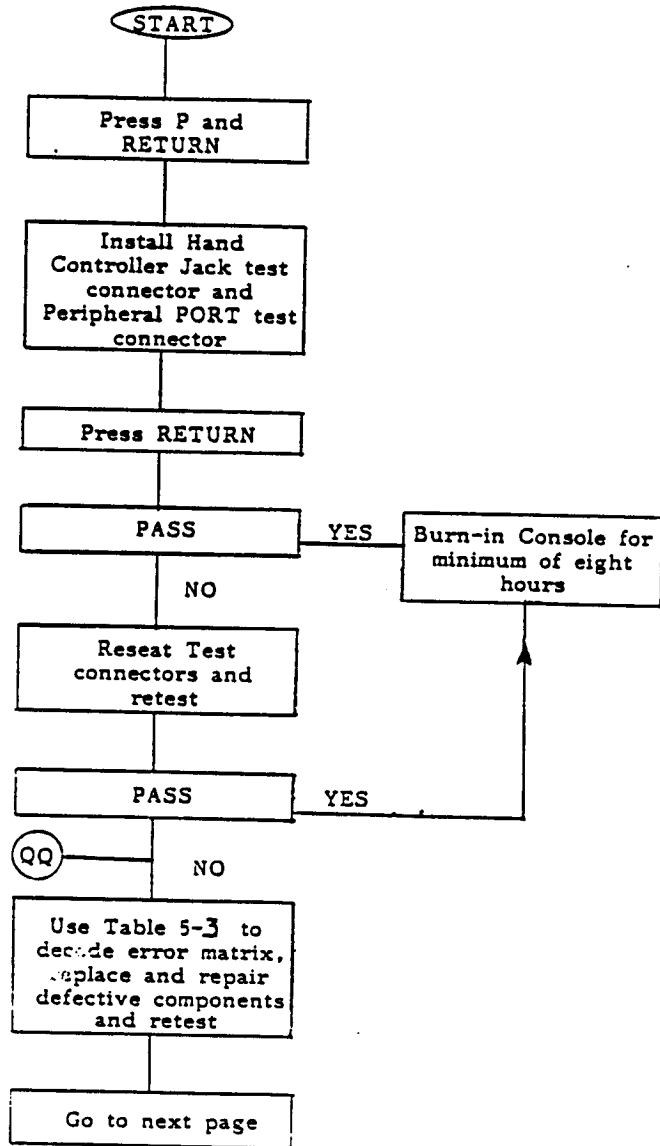 START
Press P and
RETURN
Install Hand
Controller Jack test
connector and
Peripheral PORT test
connector
Press RETURN
PASS
YES
Burn-in Console for
minimum of eight
hours
NO
Reseat Test
connectors and
retest
PASS
YES
QQ
NO
Use Table 5-3 to
decode error matrix,
replace and repair
defective components
and retest
Go to next page